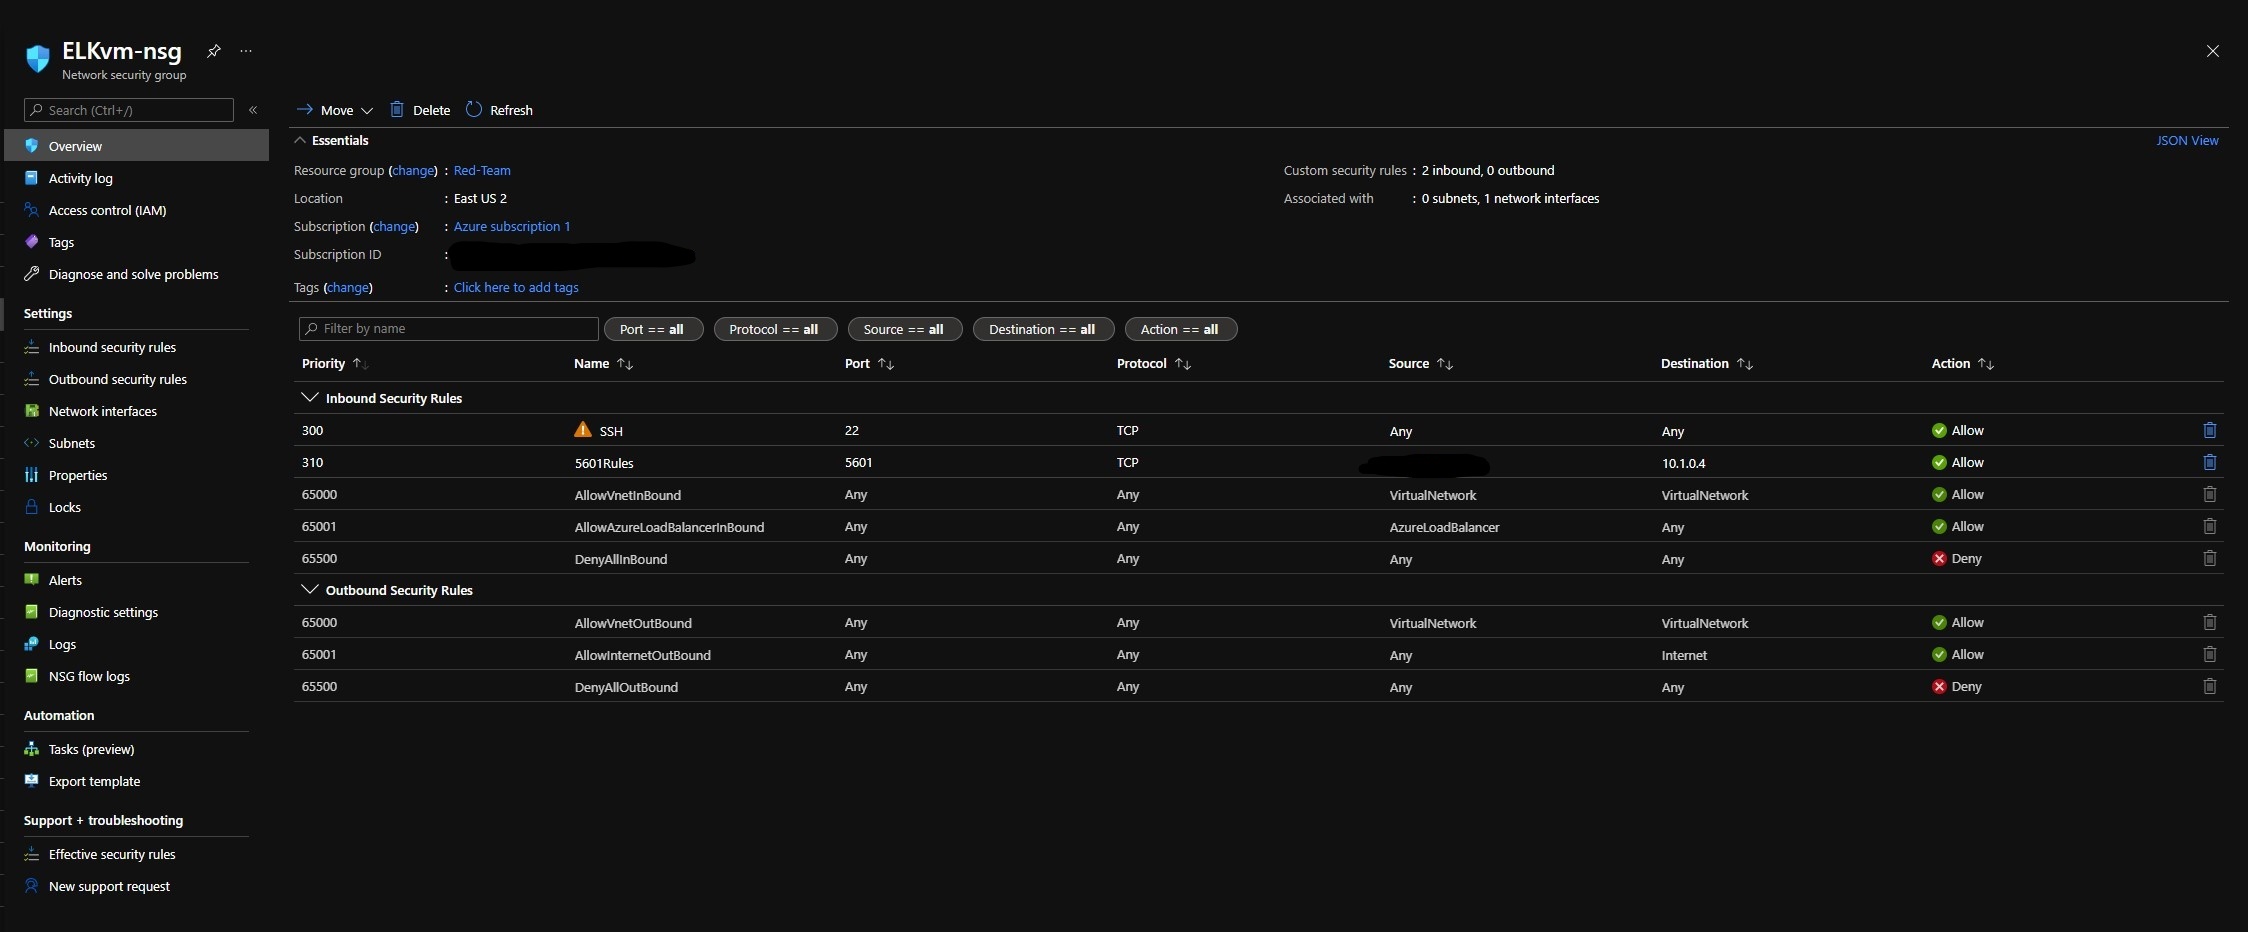 ELKvm-nsg
Network security group
Search (Ctrl+/)
Overview
Activity log
Access control (IAM)
Tags
Diagnose and solve problems
Settings
Inbound security rules
Outbound security rules
Network interfaces
Subnets
Properties
Locks
Monitoring
Alerts
Diagnostic settings
Logs
NSG flow logs
Automation
Tasks (preview)
Export template
Support + troubleshooting
Effective security rules
New support request
Move Delete Refresh
Essentials JSON View
Resource group (change) : Red-Team
Location : East US 2
Subscription (change) : Azure subscription 1
Subscription ID :
Tags (change) : Click here to add tags
Custom security rules : 2 inbound, 0 outbound
Associated with : 0 subnets, 1 network interfaces
Filter by name Port == all Protocol == all Source == all Destination == all Action == all
Priority Name Port Protocol Source Destination Action
Inbound Security Rules
300 SSH 22 TCP Any Any Allow
310 5601Rules 5601 TCP 10.1.0.4 Allow
65000 AllowVnetInBound Any Any VirtualNetwork VirtualNetwork Allow
65001 AllowAzureLoadBalancerInBound Any Any AzureLoadBalancer Any Allow
65500 DenyAllInBound Any Any Any Any Deny
Outbound Security Rules
65000 AllowVnetOutBound Any Any VirtualNetwork VirtualNetwork Allow
65001 AllowInternetOutBound Any Any Any Internet Allow
65500 DenyAllOutBound Any Any Any Any Deny